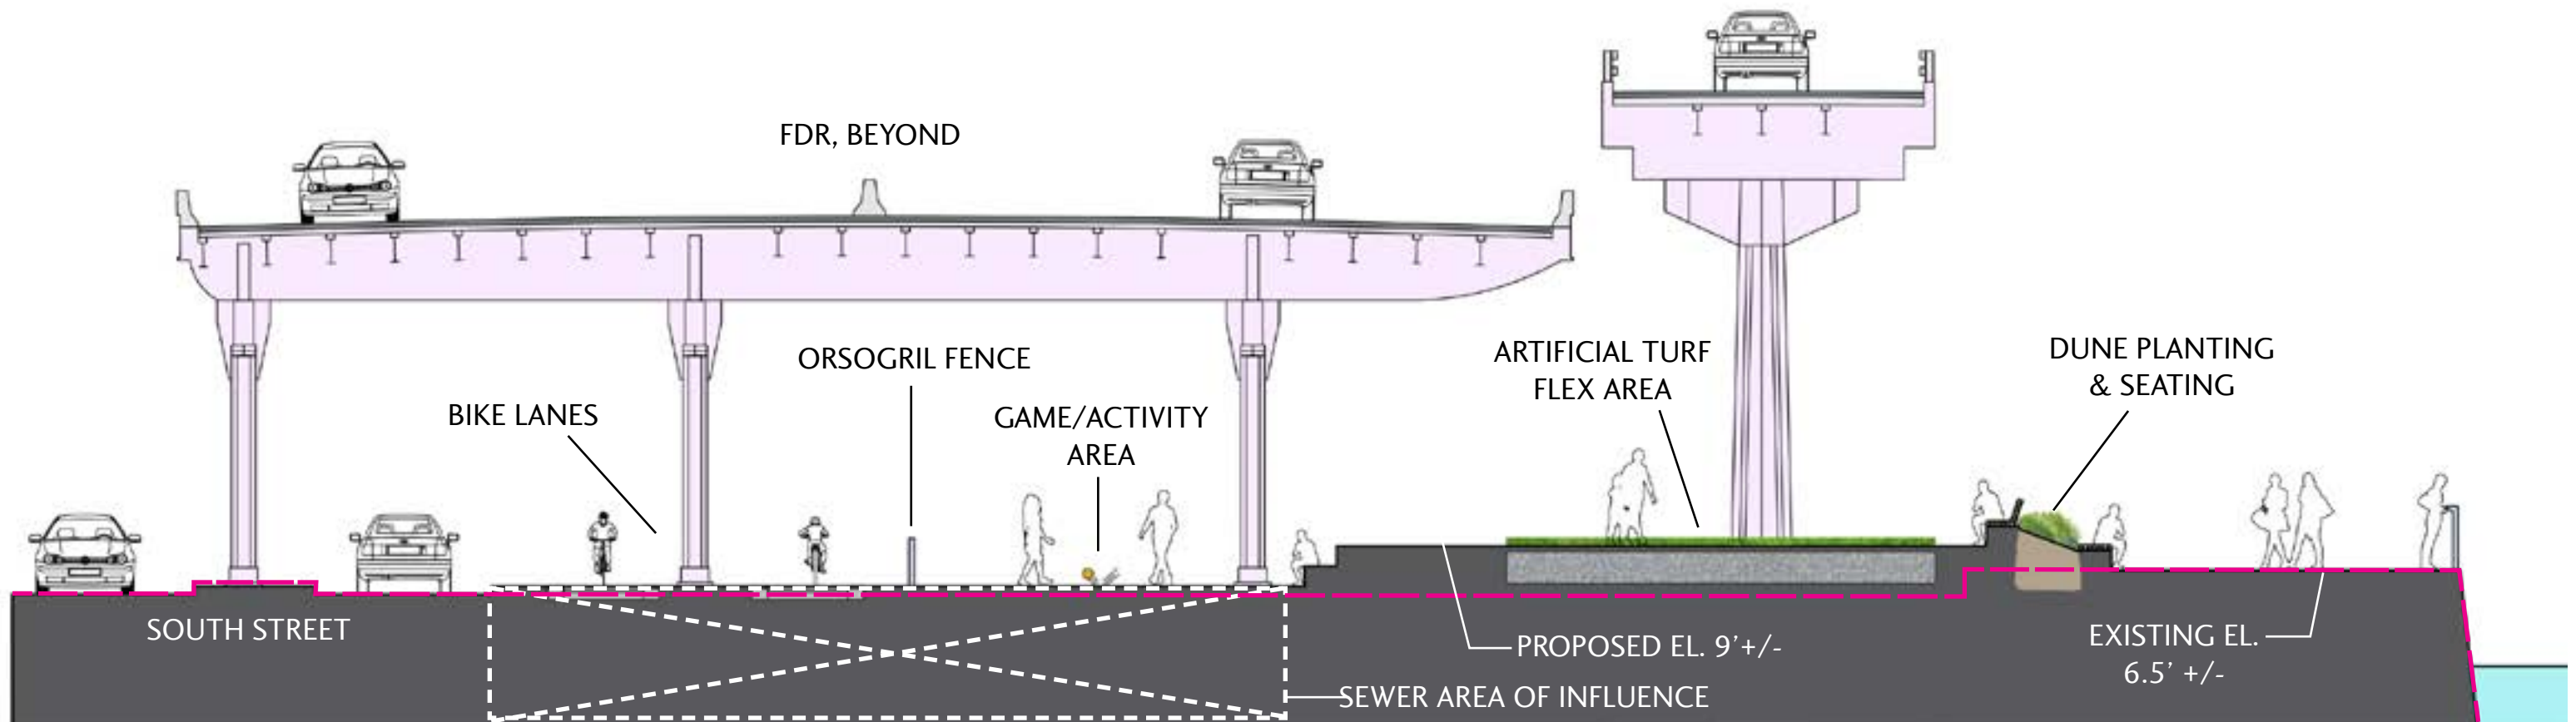 FDR, BEYOND
ORSOGRIL FENCE
BIKE LANES
GAME/ACTIVITY
AREA
ARTIFICIAL TURF
FLEX AREA
DUNE PLANTING
& SEATING
SOUTH STREET
PROPOSED EL. 9’+/-
SEWER AREA OF INFLUENCE
EXISTING EL.
6.5’ +/-